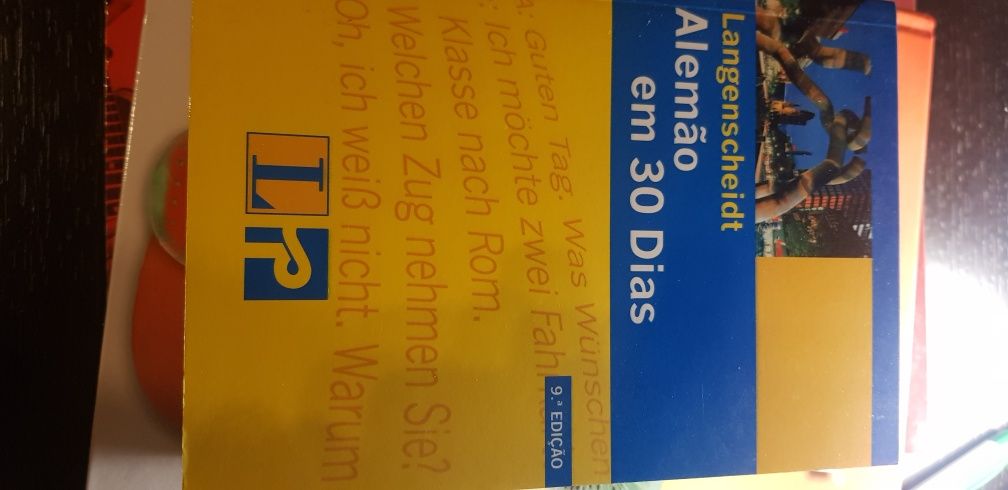 Langenscheidt
Alemão
em 30 Dias
A: Guten Tag. Was wünschen
: Ich möchte zwei
Klasse nach Rom.
Welchen Zug nehmen Sie?
Oh, ich weiß nicht. Warum
9.ª EDIÇÃO
L
P